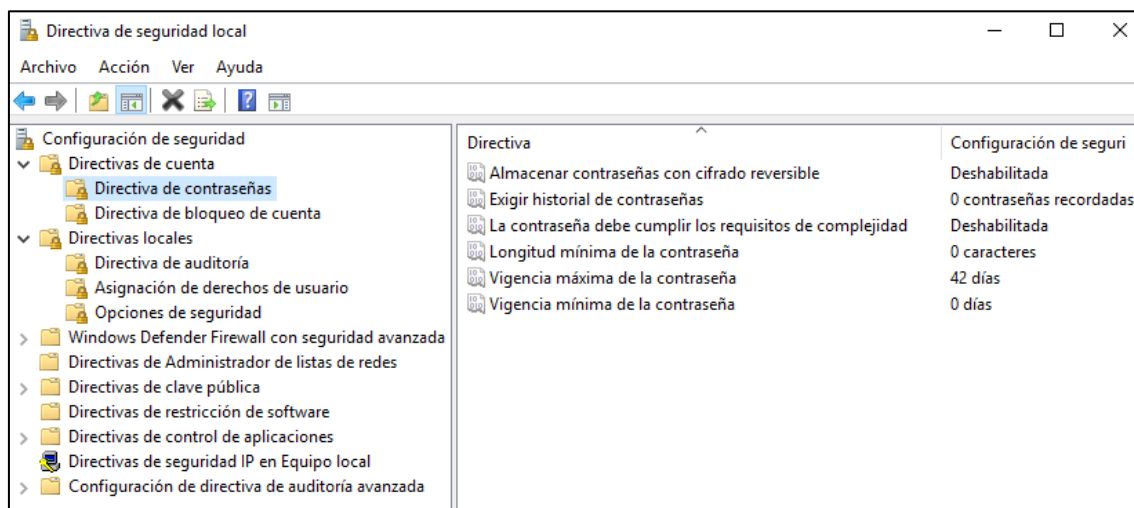 Directiva de seguridad local
Archivo Acción Ver Ayuda
Configuración de seguridad
Directivas de cuenta
Directiva de contraseñas
Directiva de bloqueo de cuenta
Directivas locales
Directiva de auditoría
Asignación de derechos de usuario
Opciones de seguridad
Windows Defender Firewall con seguridad avanzada
Directivas de Administrador de listas de redes
Directivas de clave pública
Directivas de restricción de software
Directivas de control de aplicaciones
Directivas de seguridad IP en Equipo local
Configuración de directiva de auditoría avanzada
Directiva Configuración de seguri
Almacenar contraseñas con cifrado reversible Deshabilitada
Exigir historial de contraseñas 0 contraseñas recordadas
La contraseña debe cumplir los requisitos de complejidad Deshabilitada
Longitud mínima de la contraseña 0 caracteres
Vigencia máxima de la contraseña 42 días
Vigencia mínima de la contraseña 0 días